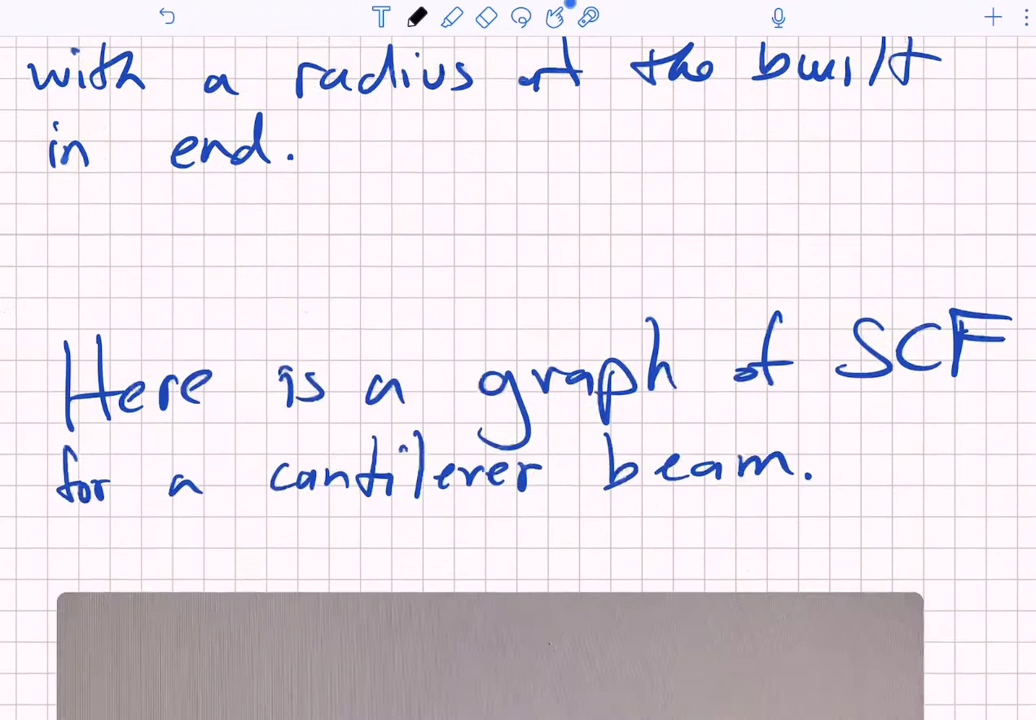 with a radius at the built
in end.
Here is a graph of SCF
for a cantilever beam.